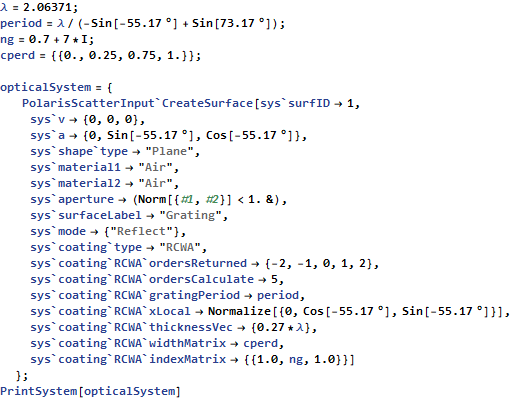 λ = 2.06371;
period = λ / (-Sin[-55.17 °] + Sin[73.17 °]);
ng = 0.7 + 7 * I;
cperd = {{0., 0.25, 0.75, 1.}};
opticalSystem = {
PolarisScatterInput`CreateSurface[sys`surfID → 1,
sys`v → {0, 0, 0},
sys`a → {0, Sin[-55.17 °], Cos[-55.17 °]},
sys`shape`type → "Plane",
sys`material1 → "Air",
sys`material2 → "Air",
sys`aperture → (Norm[{#1, #2}] < 1. &),
sys`surfaceLabel → "Grating",
sys`mode → {"Reflect"},
sys`coating`type → "RCWA",
sys`coating`RCWA`ordersReturned → {-2, -1, 0, 1, 2},
sys`coating`RCWA`ordersCalculate → 5,
sys`coating`RCWA`gratingPeriod → period,
sys`coating`RCWA`xLocal → Normalize[{0, Cos[-55.17 °], Sin[-55.17 °]}],
sys`coating`RCWA`thicknessVec → {0.27 * λ},
sys`coating`RCWA`widthMatrix → cperd,
sys`coating`RCWA`indexMatrix → {{1.0, ng, 1.0}}]
};
PrintSystem[opticalSystem]